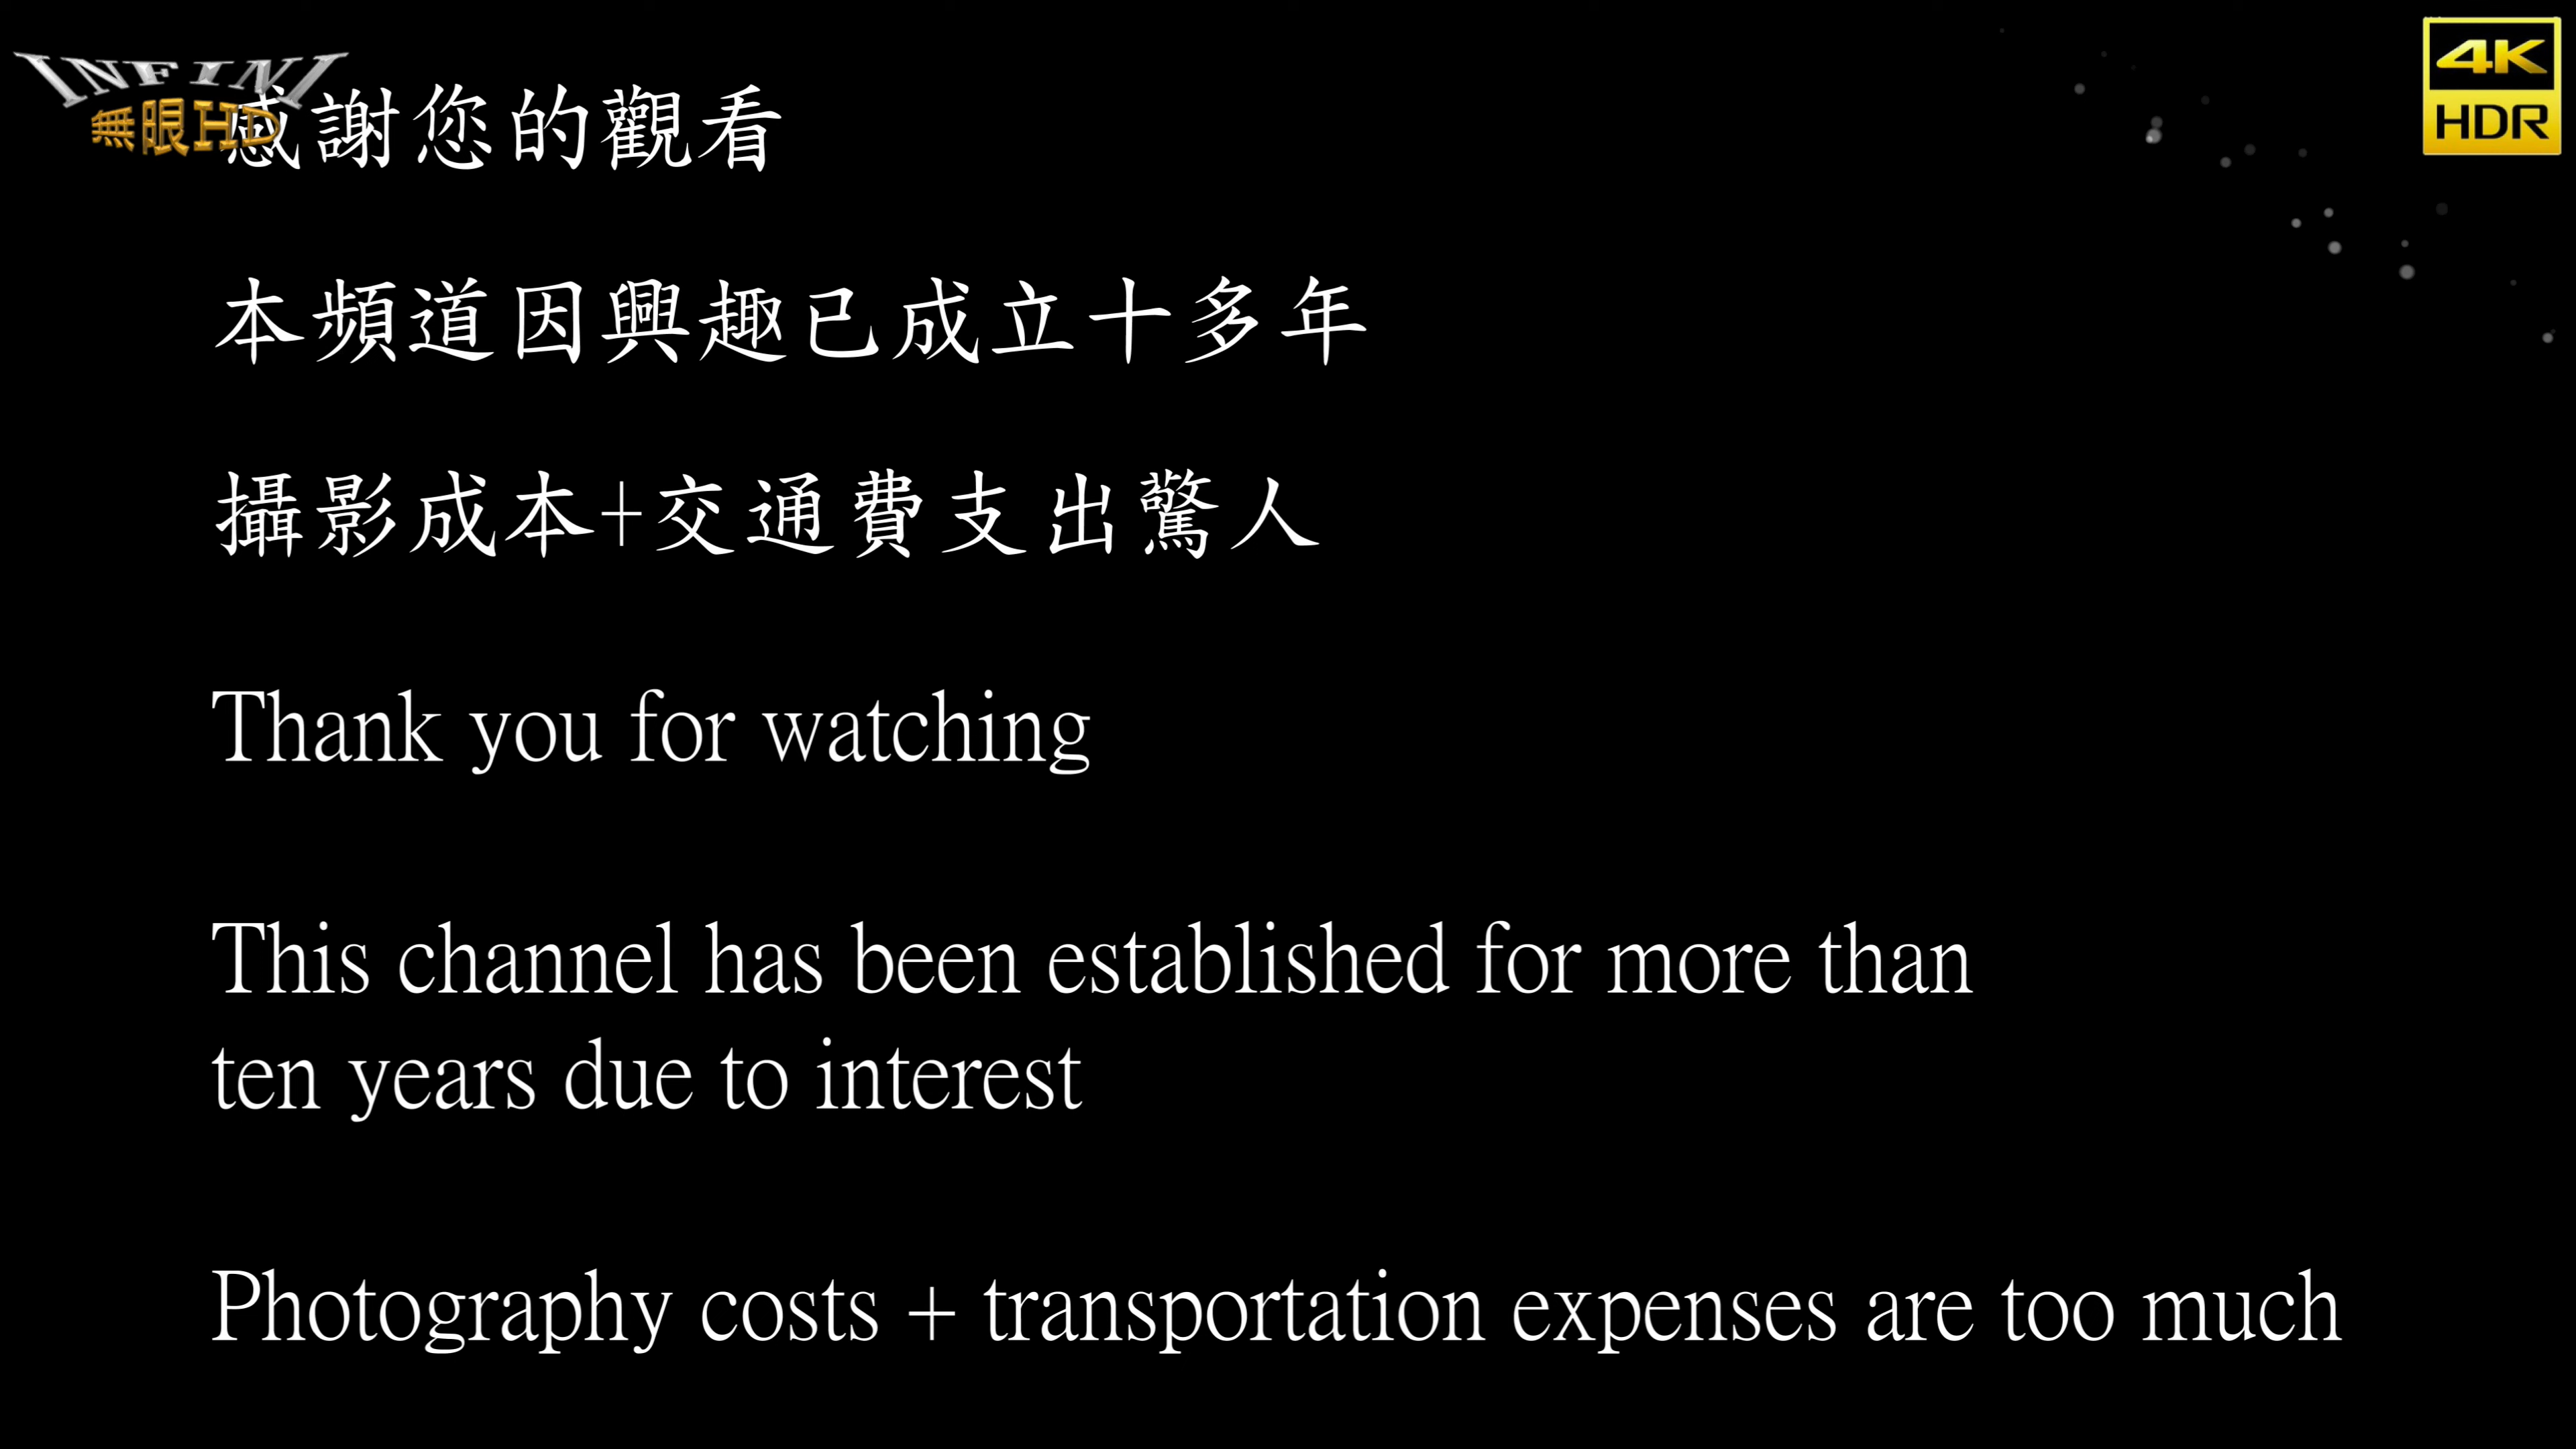 INFINI
無限HD
4K
HDR
感謝您的觀看
本頻道因興趣已成立十多年
攝影成本+交通費支出驚人
Thank you for watching
This channel has been established for more than
ten years due to interest
Photography costs + transportation expenses are too much